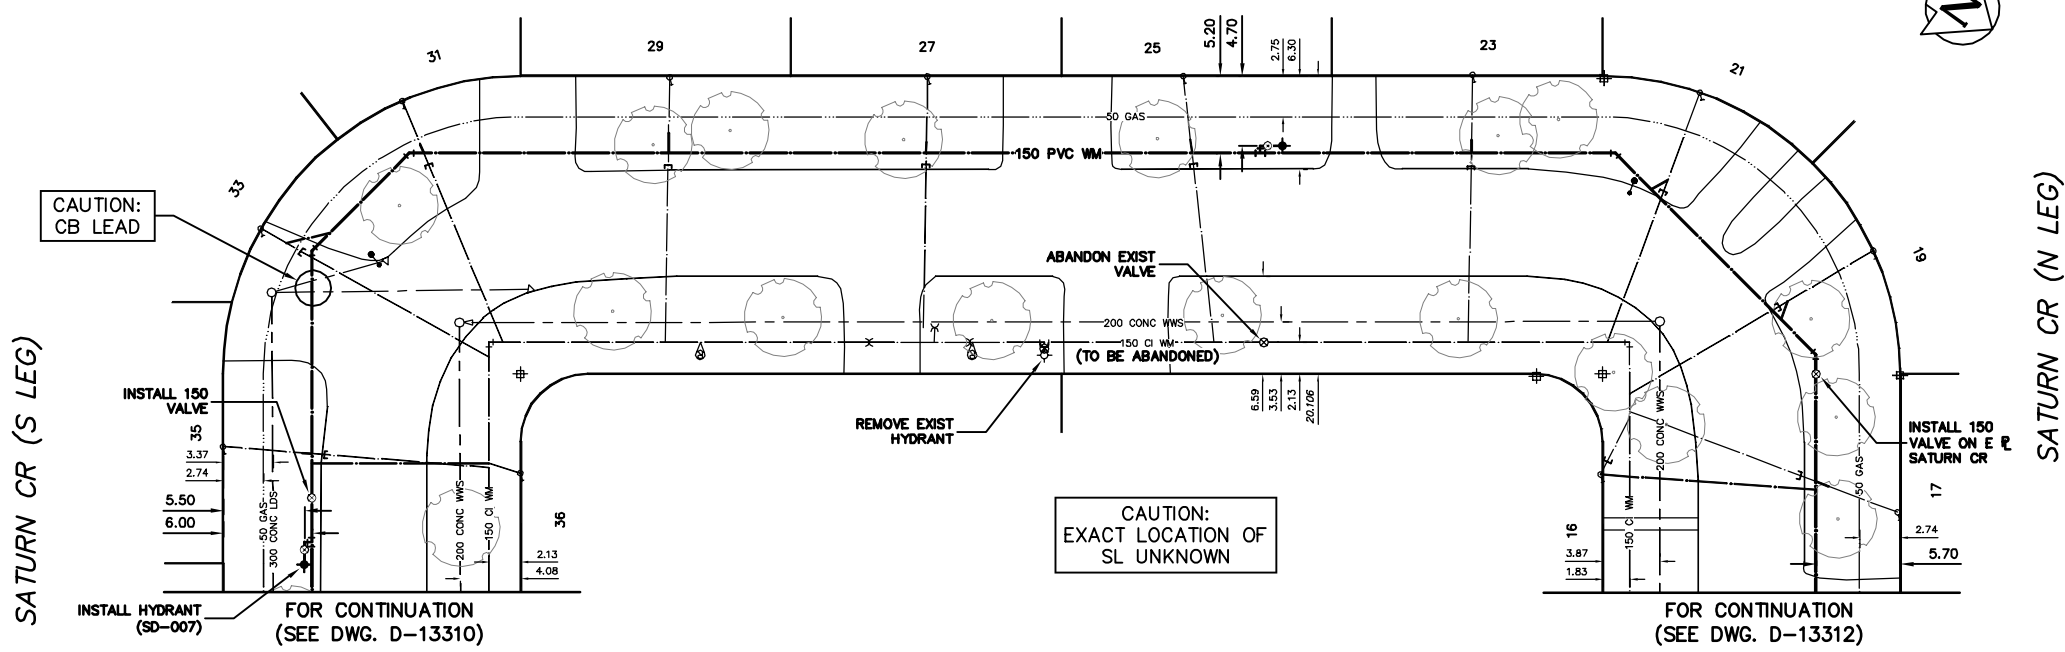 31
29
27
25
23
21
5.20
4.70
2.75
6.30
50 GAS
150 PVC WM
33
19
CAUTION:
CB LEAD
ABANDON EXIST
VALVE
200 CONC WWS
150 CI WM
(TO BE ABANDONED)
SATURN CR (S LEG)
SATURN CR (N LEG)
INSTALL 150
VALVE
35
3.37
2.74
5.50
6.00
50 GAS
300 CONC LDS
200 CONC WWS
150 CI WM
36
2.13
4.08
REMOVE EXIST
HYDRANT
6.59
3.53
2.13
20.106
CAUTION:
EXACT LOCATION OF
SL UNKNOWN
200 CONC WWS
150 CI WM
50 GAS
16
3.87
1.83
INSTALL 150
VALVE ON E PL
SATURN CR
17
2.74
5.70
INSTALL HYDRANT
(SD-007)
FOR CONTINUATION
(SEE DWG. D-13310)
FOR CONTINUATION
(SEE DWG. D-13312)
N